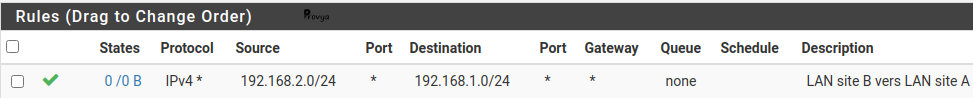 Rules (Drag to Change Order) Provya
States Protocol Source Port Destination Port Gateway Queue Schedule Description
0 /0 B IPv4 * 192.168.2.0/24 * 192.168.1.0/24 * * none LAN site B vers LAN site A